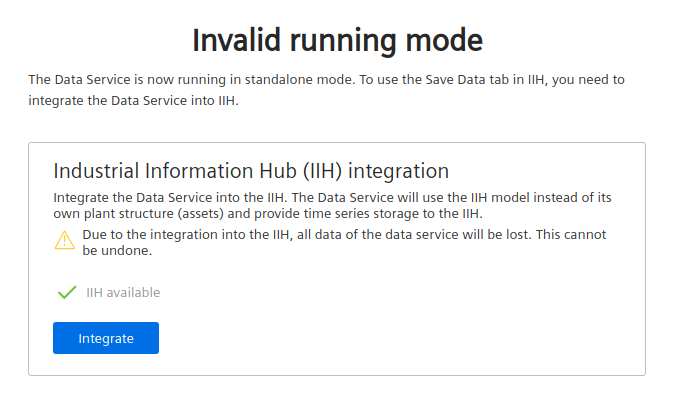 Invalid running mode
The Data Service is now running in standalone mode. To use the Save Data tab in IIH, you need to
integrate the Data Service into IIH.
Industrial Information Hub (IIH) integration
Integrate the Data Service into the IIH. The Data Service will use the IIH model instead of its
own plant structure (assets) and provide time series storage to the IIH.
Due to the integration into the IIH, all data of the data service will be lost. This cannot
be undone.
IIH available
Integrate